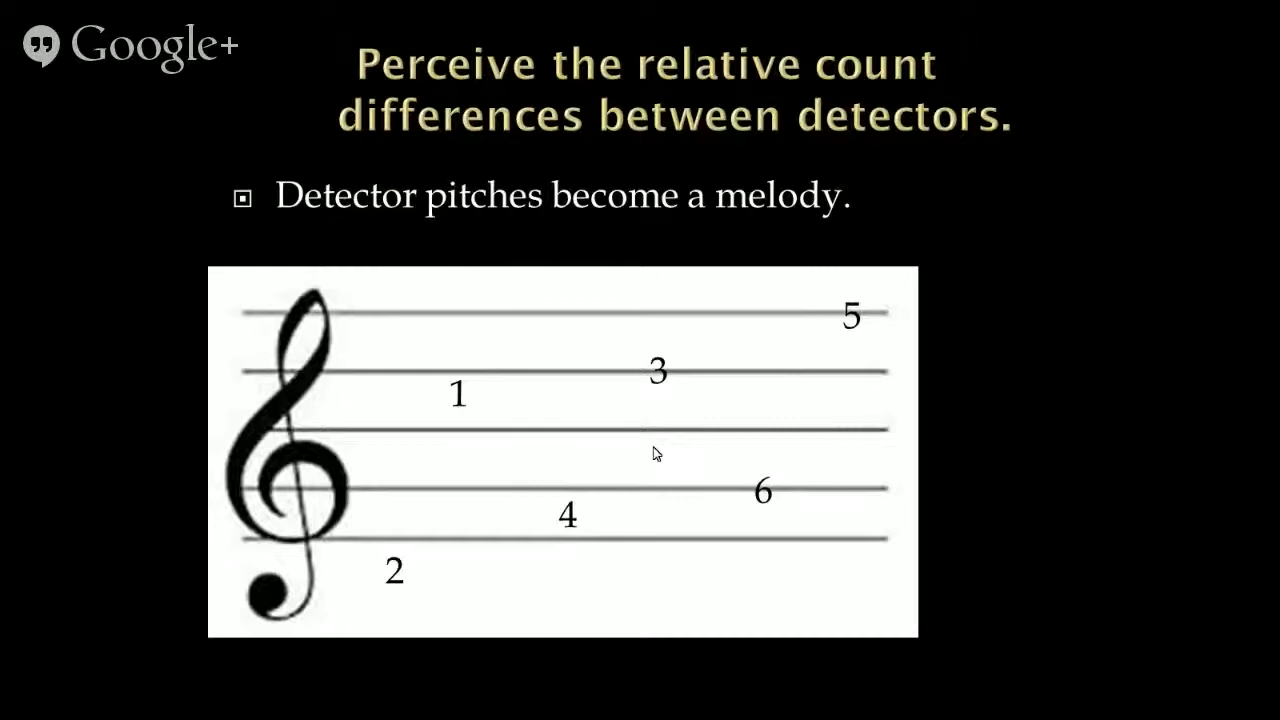 Google+
Perceive the relative count
differences between detectors.
Detector pitches become a melody.
5
3
1
6
4
2